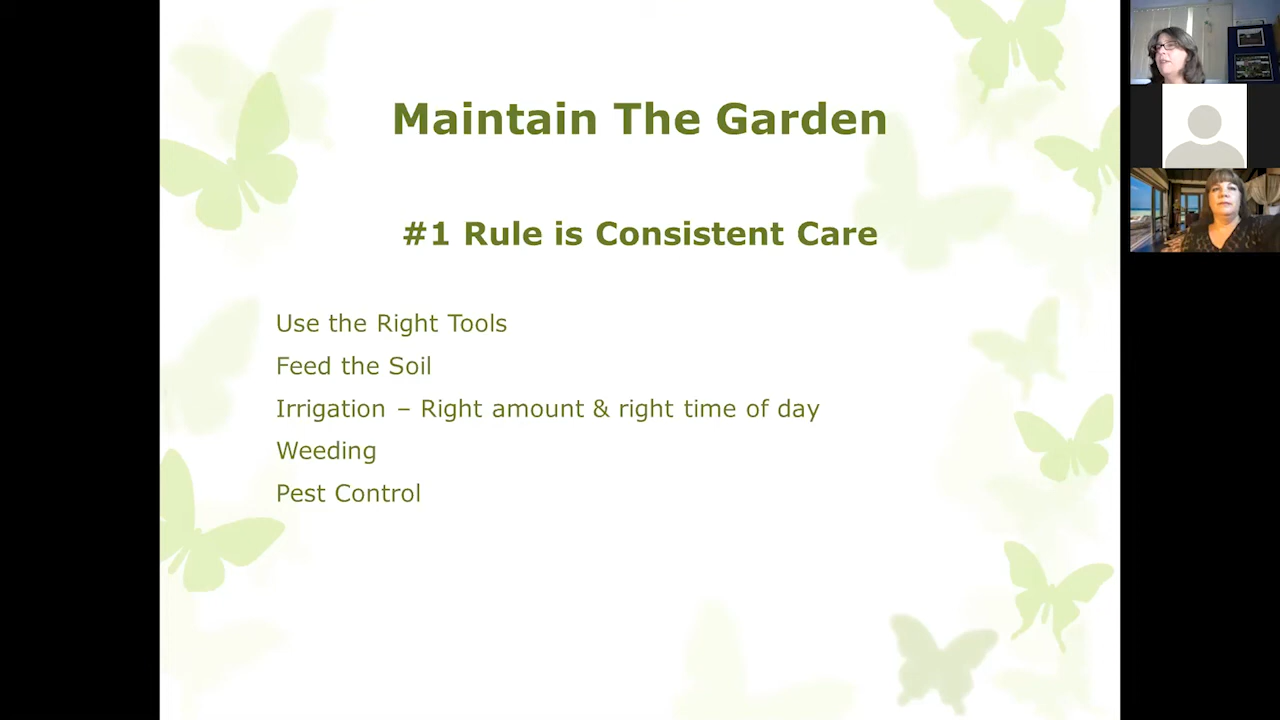 Maintain The Garden
#1 Rule is Consistent Care
Use the Right Tools
Feed the Soil
Irrigation – Right amount & right time of day
Weeding
Pest Control